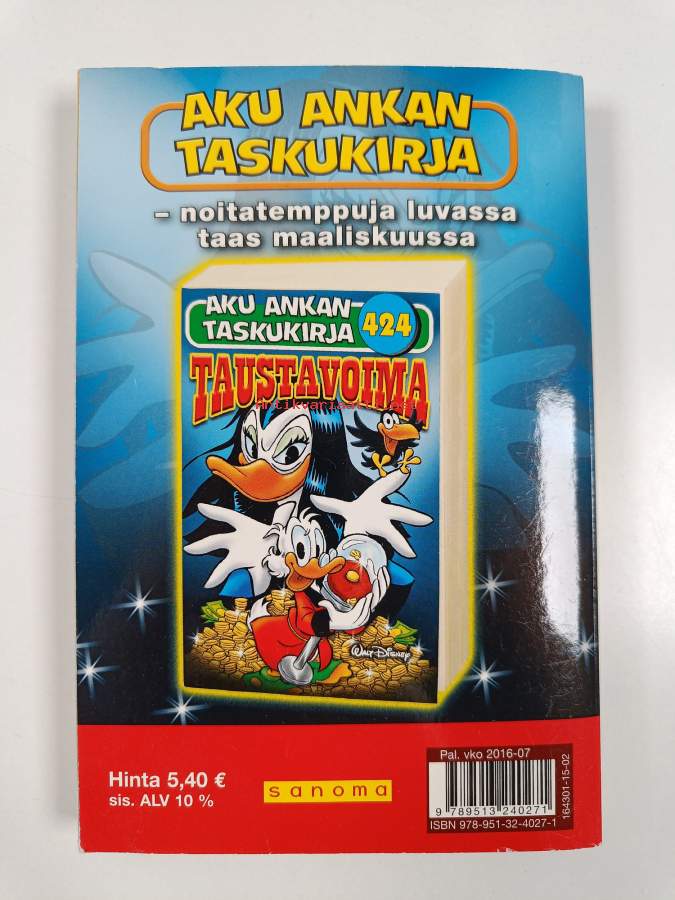 AKU ANKAN
TASKUKIRJA
– noitatemppuja luvassa
taas maaliskuussa
AKU ANKAN
TASKUKIRJA
424
TAUSTAVOIMA
WALT DISNEY
Hinta 5,40 €
sis. ALV 10 %
sanoma
Pal. vko 2016-07
9 789513 240271
ISBN 978-951-32-4027-1
164301-15-02